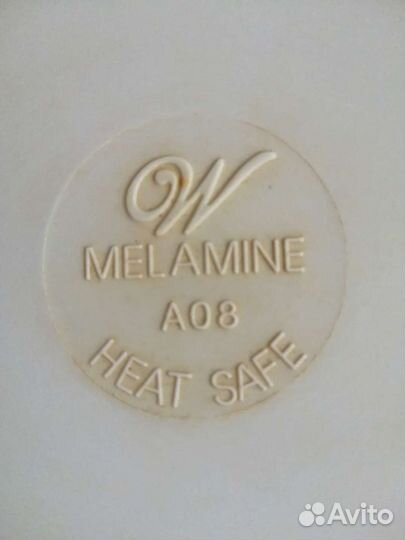 W
MELAMINE
A08
HEAT SAFE
Avito